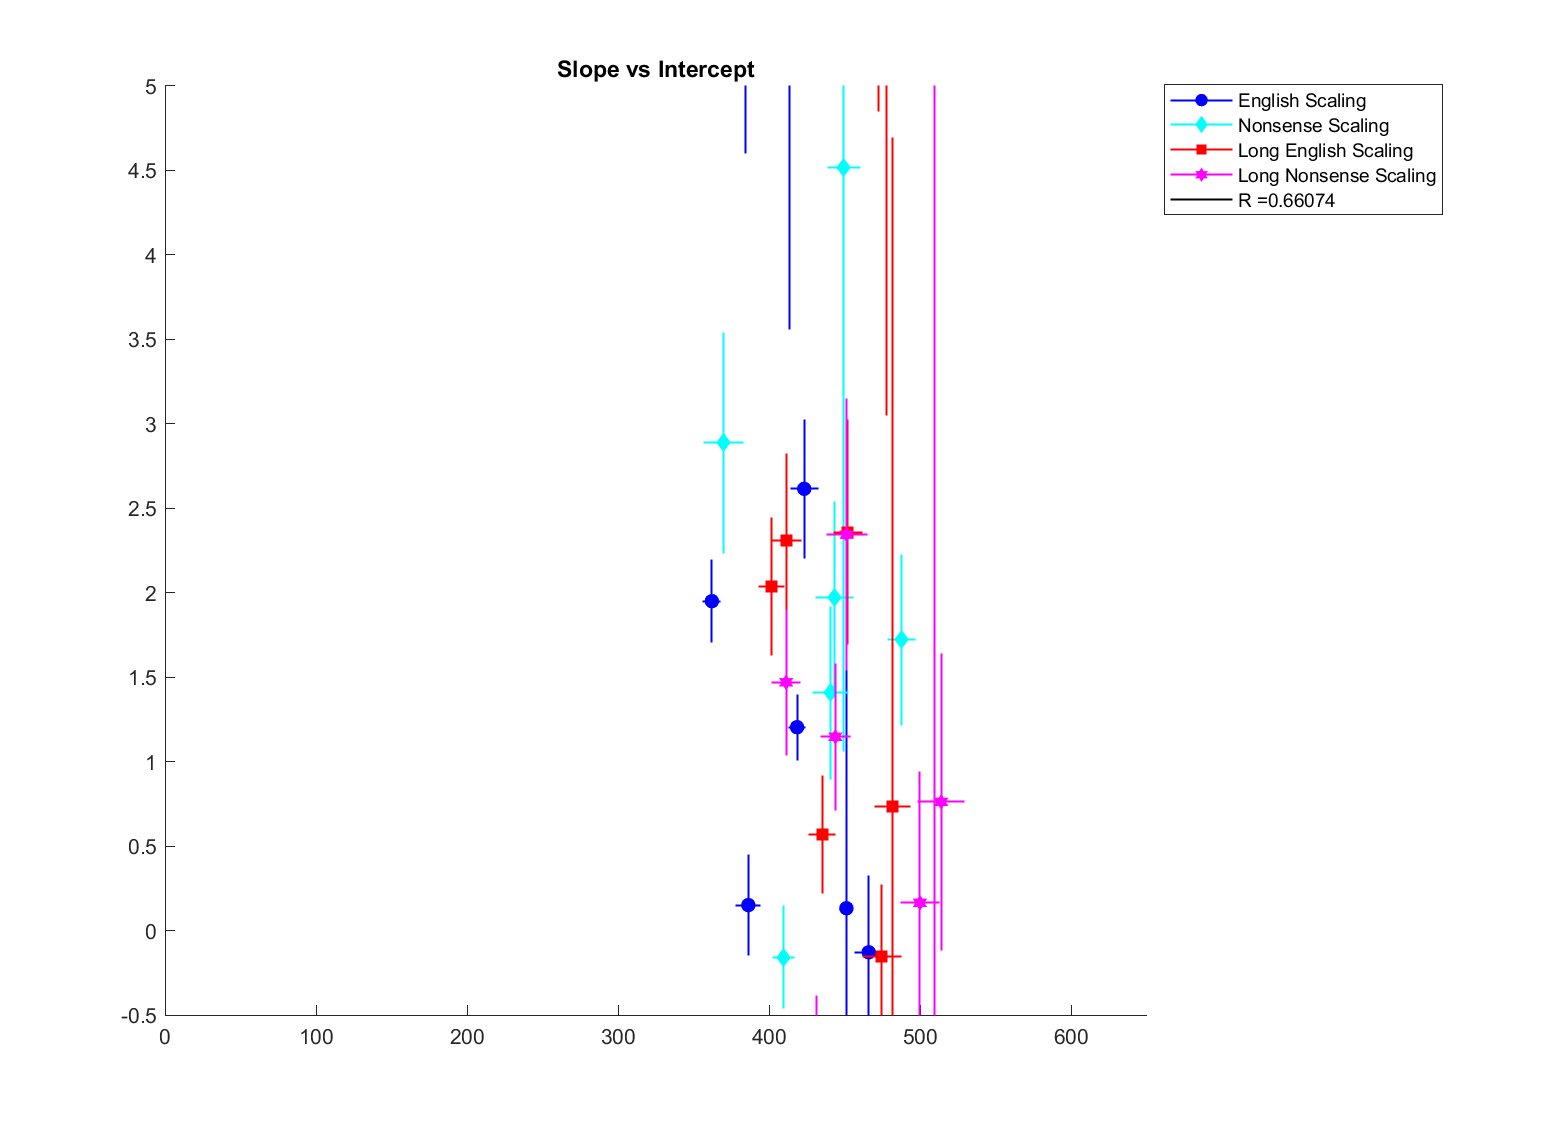 Slope vs Intercept
5
4.5
4
3.5
3
2.5
2
1.5
1
0.5
0
-0.5
0 100 200 300 400 500 600
English Scaling
Nonsense Scaling
Long English Scaling
Long Nonsense Scaling
R =0.66074